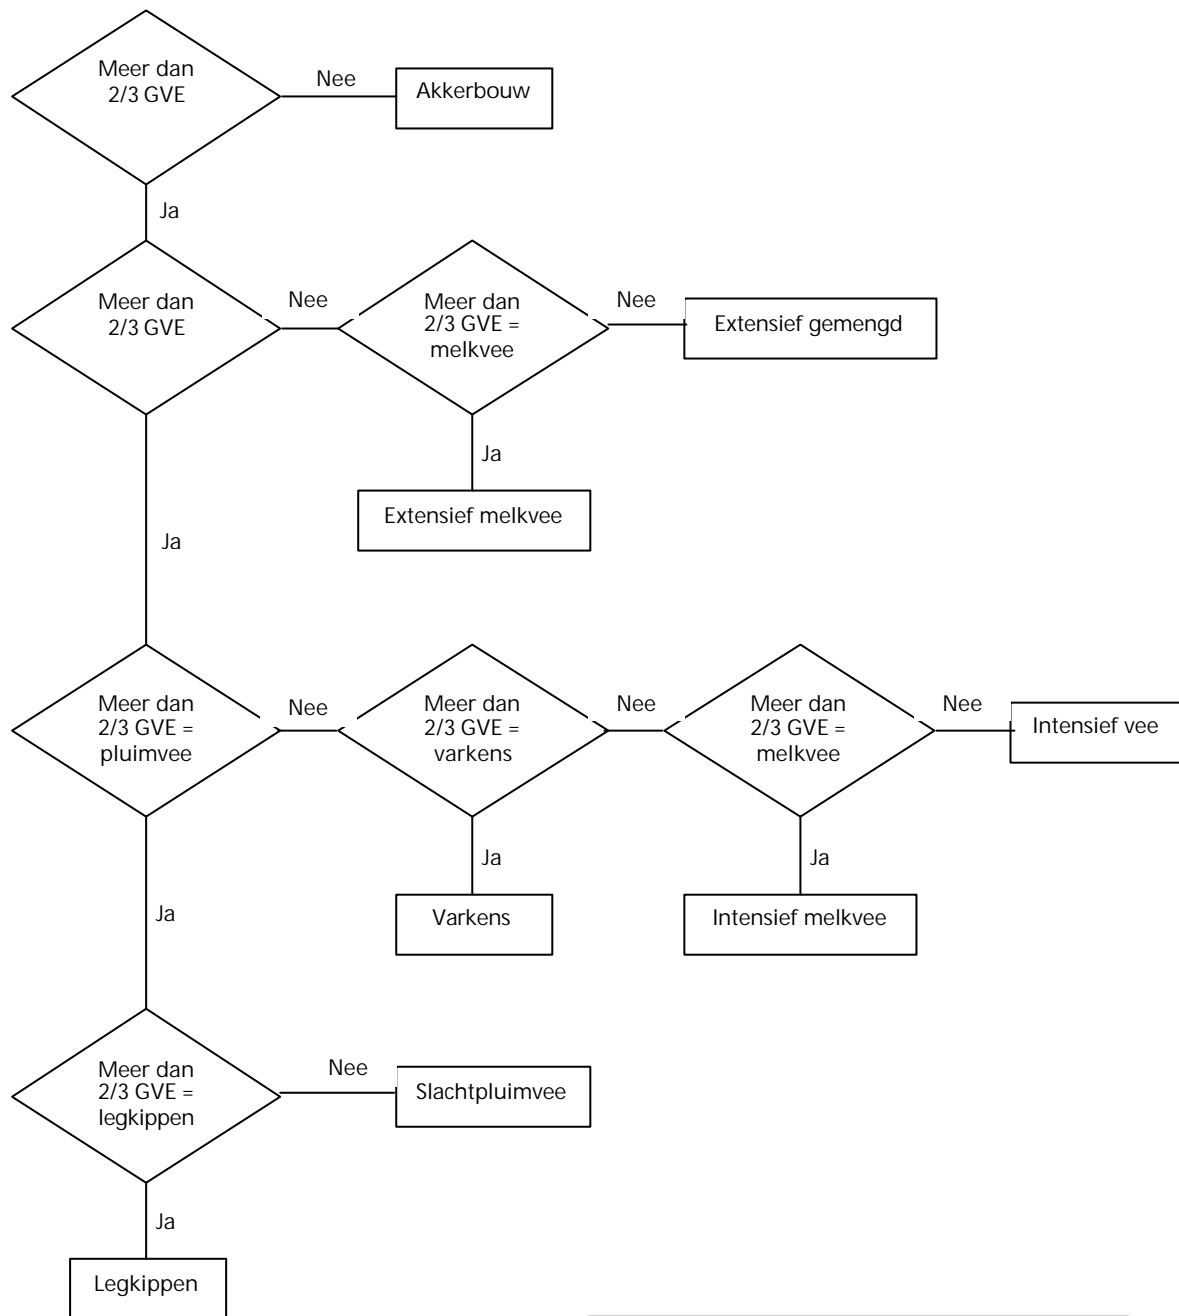 Meer dan
2/3 GVE
Nee
Akkerbouw
Ja
Meer dan
2/3 GVE
Nee
Meer dan
2/3 GVE =
melkvee
Nee
Extensief gemengd
Ja
Extensief melkvee
Ja
Meer dan
2/3 GVE =
pluimvee
Nee
Meer dan
2/3 GVE =
varkens
Nee
Meer dan
2/3 GVE =
melkvee
Nee
Intensief vee
Ja
Varkens
Ja
Intensief melkvee
Ja
Meer dan
2/3 GVE =
legkippen
Nee
Slachtpluimvee
Ja
Legkippen